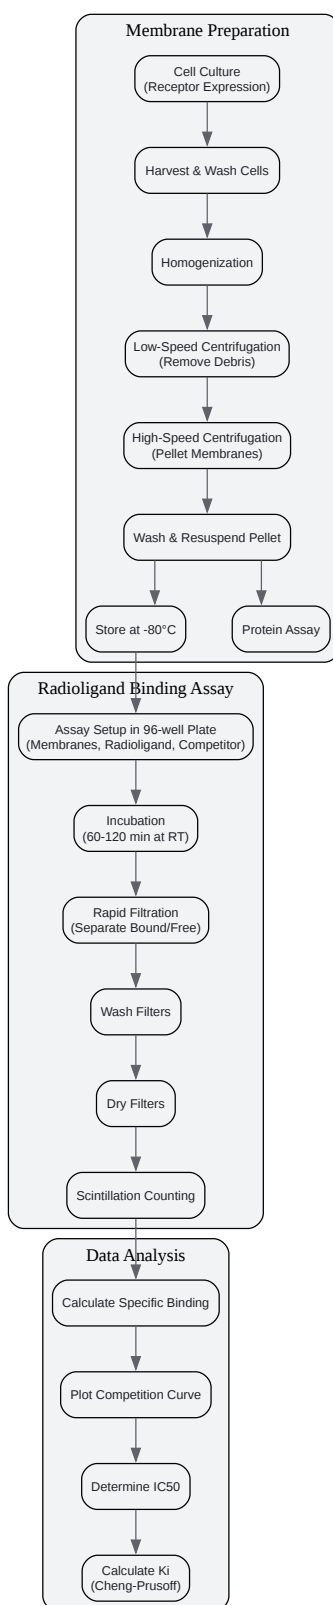 Membrane Preparation
Cell Culture
(Receptor Expression)
Harvest & Wash Cells
Homogenization
Low-Speed Centrifugation
(Remove Debris)
High-Speed Centrifugation
(Pellet Membranes)
Wash & Resuspend Pellet
Store at -80°C
Protein Assay
Radioligand Binding Assay
Assay Setup in 96-well Plate
(Membranes, Radioligand, Competitor)
Incubation
(60-120 min at RT)
Rapid Filtration
(Separate Bound/Free)
Wash Filters
Dry Filters
Scintillation Counting
Data Analysis
Calculate Specific Binding
Plot Competition Curve
Determine IC50
Calculate Ki
(Cheng-Prusoff)